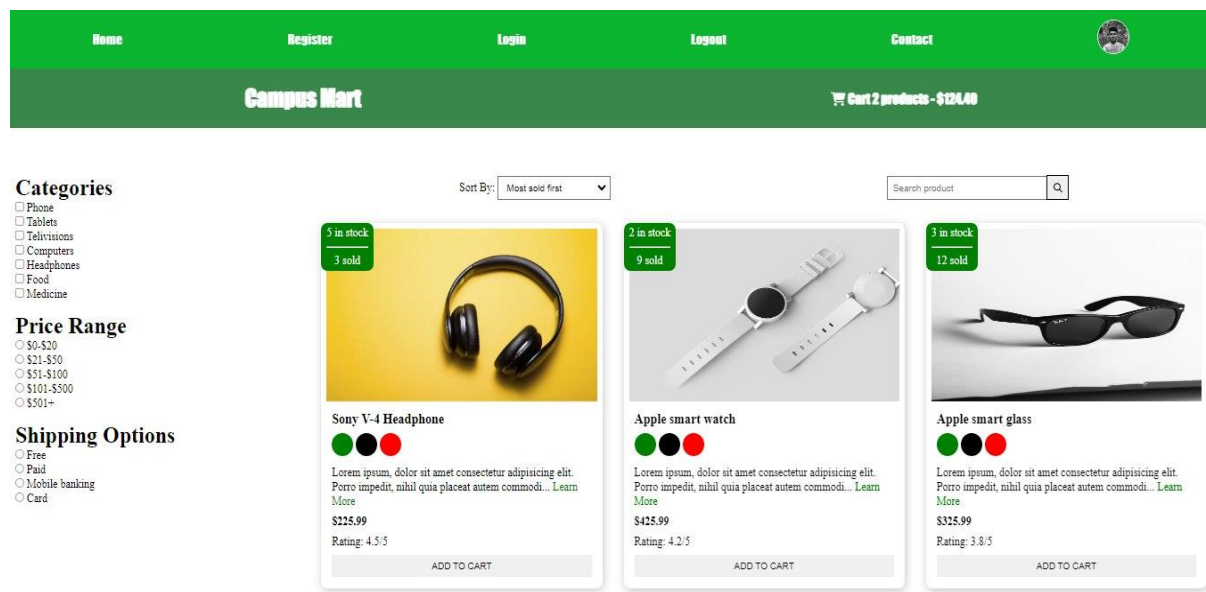 Home Register Login Logout Contact
Campus Mart Cart 2 products - $124.40
Categories
Phone
Tablets
Telivisions
Computers
Headphones
Food
Medicine
Price Range
$0-$20
$21-$50
$51-$100
$101-$500
$501+
Shipping Options
Free
Paid
Mobile banking
Card
Sort By: Most sold first
Search product
5 in stock
3 sold
Sony V-4 Headphone
Lorem ipsum, dolor sit amet consectetur adipisicing elit.
Porro impedit, nihil quia placeat autem commodi... Learn
More
$225.99
Rating: 4.5/5
ADD TO CART
2 in stock
9 sold
Apple smart watch
Lorem ipsum, dolor sit amet consectetur adipisicing elit.
Porro impedit, nihil quia placeat autem commodi... Learn
More
$425.99
Rating: 4.2/5
ADD TO CART
3 in stock
12 sold
Apple smart glass
Lorem ipsum, dolor sit amet consectetur adipisicing elit.
Porro impedit, nihil quia placeat autem commodi... Learn
More
$325.99
Rating: 3.8/5
ADD TO CART